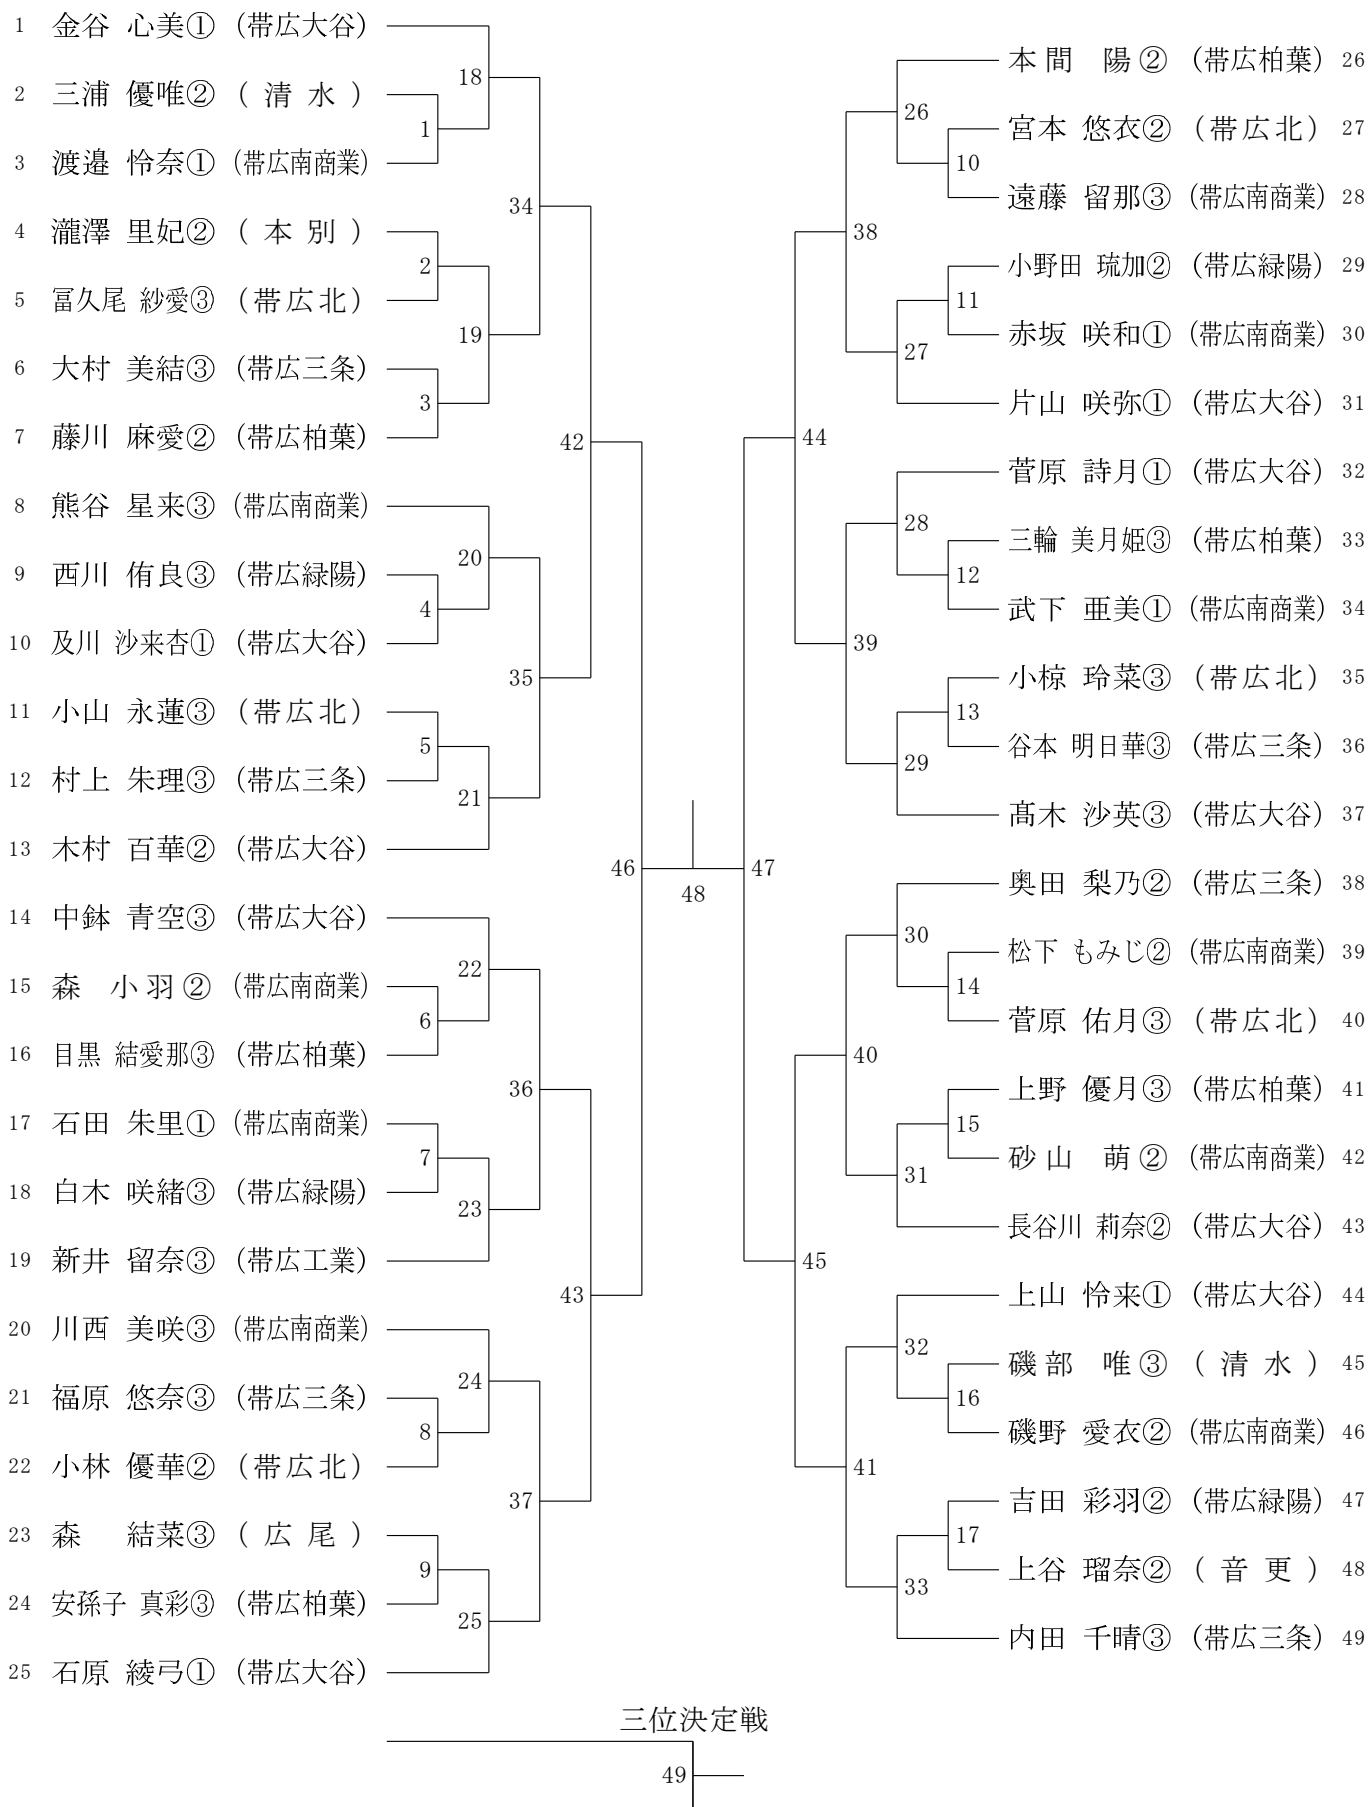 1 金谷 心美① (帯広大谷)
2 三浦 優唯② (清水)
3 渡邉 怜奈① (帯広南商業)
4 瀧澤 里妃② (本別)
5 冨久尾 紗愛③ (帯広北)
6 大村 美結③ (帯広三条)
7 藤川 麻愛② (帯広柏葉)
8 熊谷 星来③ (帯広南商業)
9 西川 侑良③ (帯広緑陽)
10 及川 沙来杏① (帯広大谷)
11 小山 永蓮③ (帯広北)
12 村上 朱理③ (帯広三条)
13 木村 百華② (帯広大谷)
14 中鉢 青空③ (帯広大谷)
15 森 小羽② (帯広南商業)
16 目黒 結愛那③ (帯広柏葉)
17 石田 朱里① (帯広南商業)
18 白木 咲緒③ (帯広緑陽)
19 新井 留奈③ (帯広工業)
20 川西 美咲③ (帯広南商業)
21 福原 悠奈③ (帯広三条)
22 小林 優華② (帯広北)
23 森 結菜③ (広尾)
24 安孫子 真彩③ (帯広柏葉)
25 石原 綾弓① (帯広大谷)
1
2
3
4
5
6
7
8
9
18
19
20
21
22
23
24
25
34
35
36
37
42
43
46
48
47
44
45
38
39
40
41
26
27
28
29
30
31
32
33
10
11
12
13
14
15
16
17
本間 陽② (帯広柏葉) 26
宮本 悠衣② (帯広北) 27
遠藤 留那③ (帯広南商業) 28
小野田 琉加② (帯広緑陽) 29
赤坂 咲和① (帯広南商業) 30
片山 咲弥① (帯広大谷) 31
菅原 詩月① (帯広大谷) 32
三輪 美月姫③ (帯広柏葉) 33
武下 亜美① (帯広南商業) 34
小椋 玲菜③ (帯広北) 35
谷本 明日華③ (帯広三条) 36
髙木 沙英③ (帯広大谷) 37
奥田 梨乃② (帯広三条) 38
松下 もみじ② (帯広南商業) 39
菅原 佑月③ (帯広北) 40
上野 優月③ (帯広柏葉) 41
砂山 萌② (帯広南商業) 42
長谷川 莉奈② (帯広大谷) 43
上山 怜来① (帯広大谷) 44
磯部 唯③ (清水) 45
磯野 愛衣② (帯広南商業) 46
吉田 彩羽② (帯広緑陽) 47
上谷 瑠奈② (音更) 48
内田 千晴③ (帯広三条) 49
三位決定戦
49